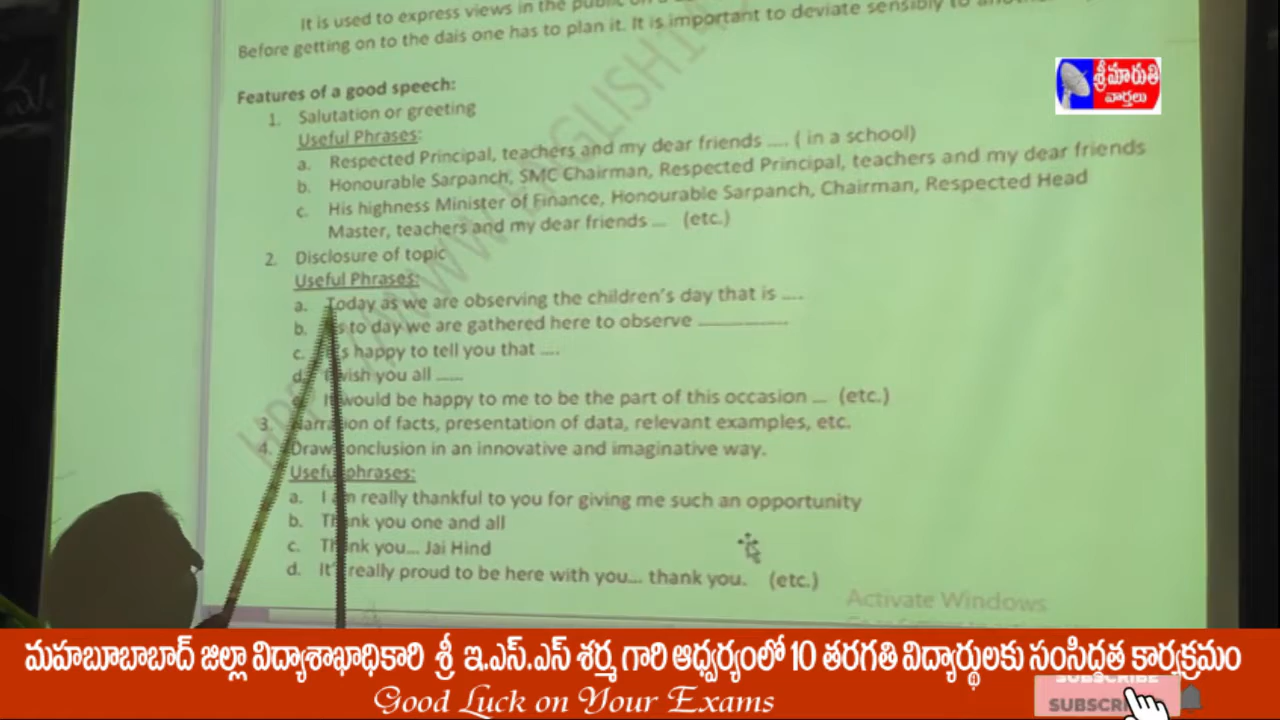 It is used to express views in the public on a
Before getting on to the dais one has to plan it. It is important to deviate sensibly to
Features of a good speech:
1. Salutation or greeting
Useful Phrases:
a. Respected Principal, teachers and my dear friends .... ( in a school)
b. Honourable Sarpanch, SMC Chairman, Respected Principal, teachers and my dear friends
c. His highness Minister of Finance, Honourable Sarpanch, Chairman, Respected Head
Master, teachers and my dear friends ... (etc.)
2. Disclosure of topic
Useful Phrases:
a. Today as we are observing the children's day that is ....
b. to day we are gathered here to observe ______________
c. happy to tell you that ....
d. wish you all ......
would be happy to me to be the part of this occasion ... (etc.)
3. Narration of facts, presentation of data, relevant examples, etc.
4. Draw conclusion in an innovative and imaginative way.
Useful phrases:
a. I am really thankful to you for giving me such an opportunity
b. Thank you one and all
c. Thank you... Jai Hind
d. It's really proud to be here with you... thank you. (etc.)
Activate Windows
శ్రీమారుతి
వార్తలు
మహబూబాబాద్ జిల్లా విద్యాశాఖాధికారి శ్రీ ఇ.ఎస్.ఎస్ శర్మ గారి ఆధ్వర్యంలో 10 తరగతి విద్యార్థులకు సంసిద్ధత కార్యక్రమం
Good Luck on Your Exams
SUBSCRIBE